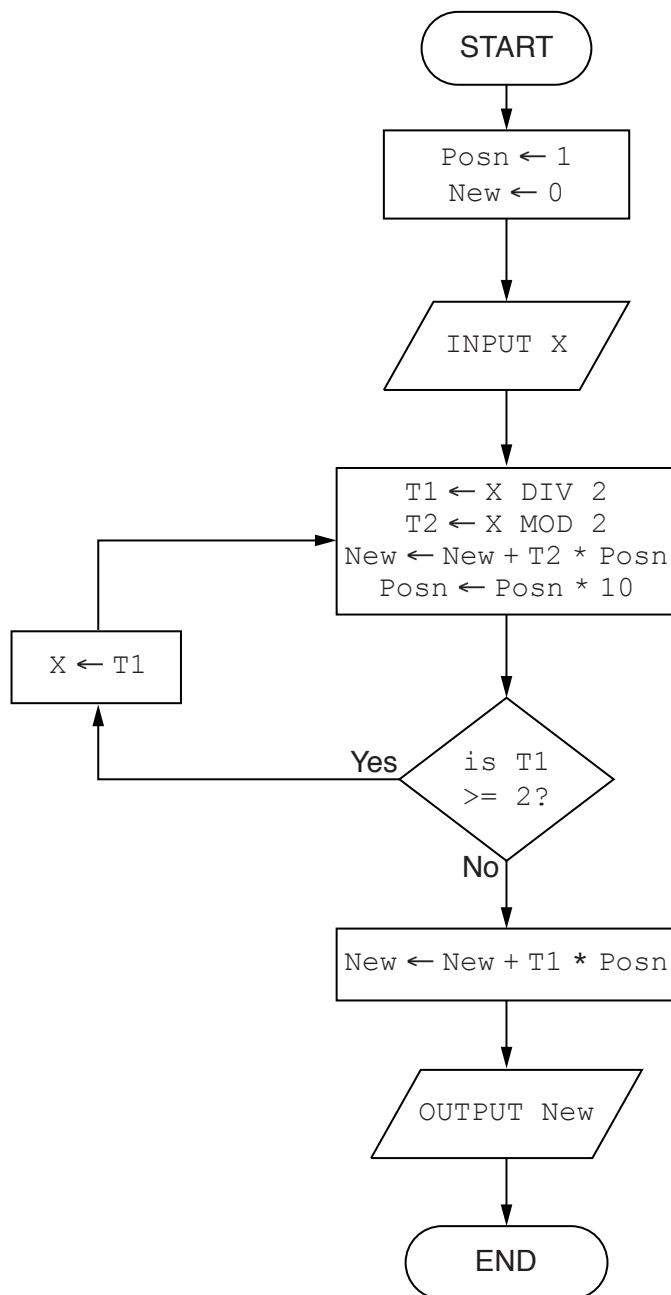 START
Posn ← 1
New ← 0
INPUT X
T1 ← X DIV 2
T2 ← X MOD 2
New ← New + T2 * Posn
Posn ← Posn * 10
X ← T1
Yes
is T1
>= 2?
No
New ← New + T1 * Posn
OUTPUT New
END